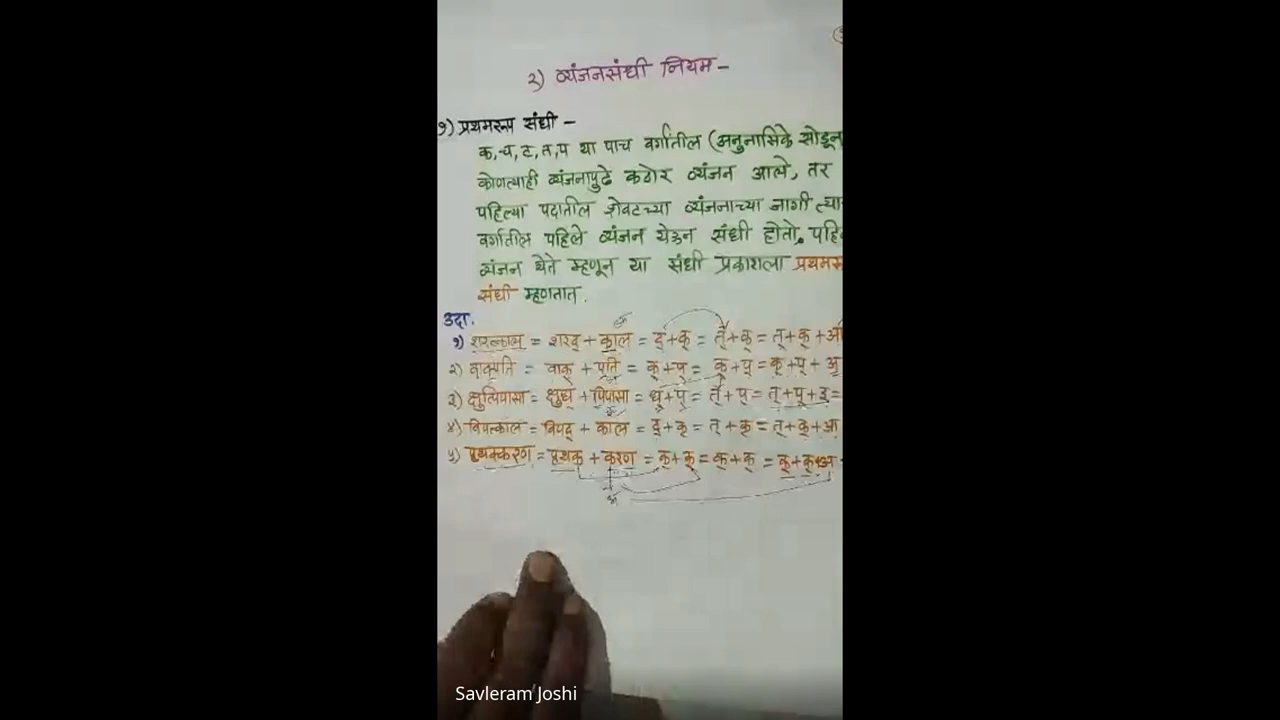 २) व्यंजनसंधी नियम -
१) प्रथमरूप संधी -
क,च,ट,त,प या पाच वर्गातील (अनुनासिके सोडून
कोणत्याही व्यंजनापुढे कठोर व्यंजन आले, तर
पहिल्या पदातील शेवटच्या व्यंजनाच्या जागी त्या
वर्गातील पहिले व्यंजन येऊन संधी होतो. पहि
व्यंजन येते म्हणून या संधी प्रकाराला प्रथमरू
संधी म्हणतात.
उदा.
१) शरत्काल = शरद् + काल = द् + क् = त् + क् = त् + क् + आ
२) वाक्पति = वाक् + पति = क् + प् = क् + प् = क् + प् + अ
३) क्षुत्पिपासा = क्षुध् + पिपासा = ध् + प् = त् + प् = त् + प् + इ =
४) विपत्काल = विपद् + काल = द् + क् = त् + क् = त् + क् + आ
५) पृथक्करण = पृथक् + करण = क् + क् = क् + क् = क् + क् + अ
अ
Savleram Joshi